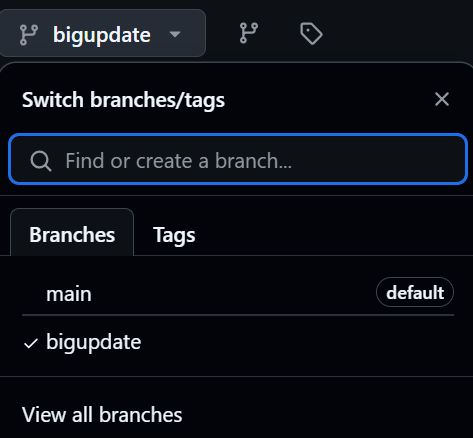 bigupdate
Switch branches/tags
Find or create a branch...
Branches Tags
main default
bigupdate
View all branches